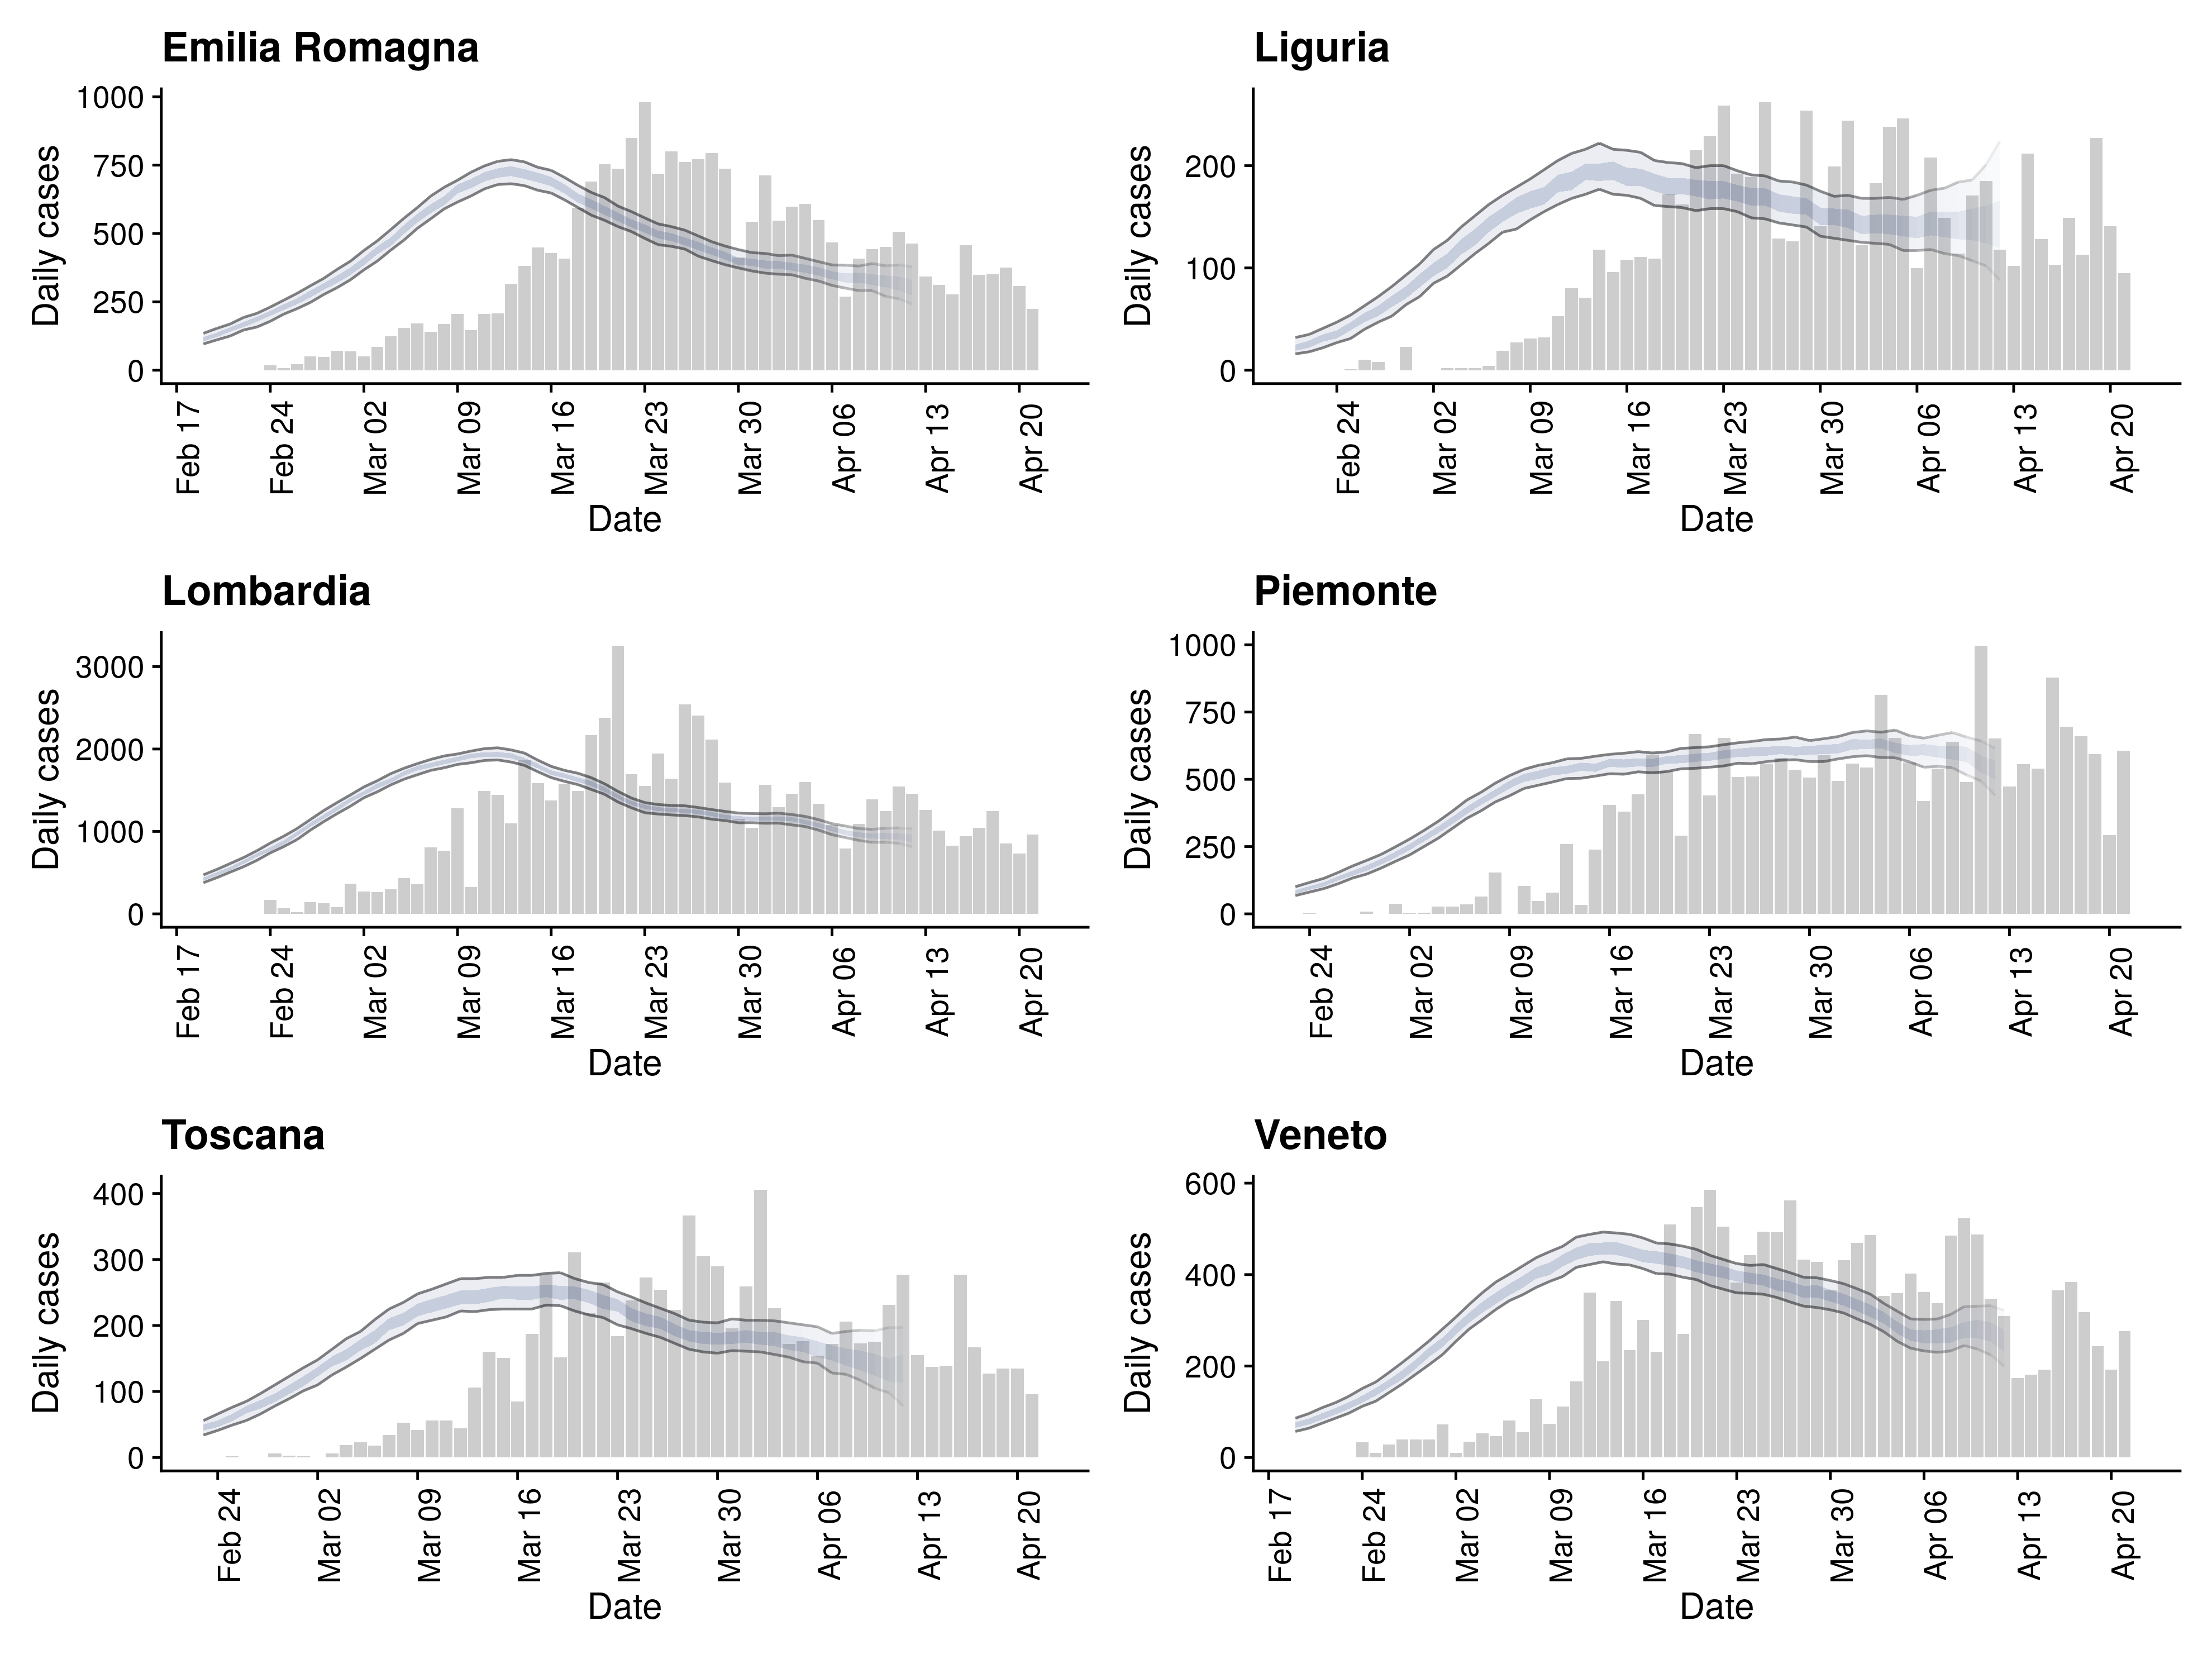 Emilia Romagna
Daily cases
1000
750
500
250
0
Feb 17
Feb 24
Mar 02
Mar 09
Mar 16
Mar 23
Mar 30
Apr 06
Apr 13
Apr 20
Date
Liguria
Daily cases
200
100
0
Feb 24
Mar 02
Mar 09
Mar 16
Mar 23
Mar 30
Apr 06
Apr 13
Apr 20
Date
Lombardia
Daily cases
3000
2000
1000
0
Feb 17
Feb 24
Mar 02
Mar 09
Mar 16
Mar 23
Mar 30
Apr 06
Apr 13
Apr 20
Date
Piemonte
Daily cases
1000
750
500
250
0
Feb 24
Mar 02
Mar 09
Mar 16
Mar 23
Mar 30
Apr 06
Apr 13
Apr 20
Date
Toscana
Daily cases
400
300
200
100
0
Feb 24
Mar 02
Mar 09
Mar 16
Mar 23
Mar 30
Apr 06
Apr 13
Apr 20
Date
Veneto
Daily cases
600
400
200
0
Feb 17
Feb 24
Mar 02
Mar 09
Mar 16
Mar 23
Mar 30
Apr 06
Apr 13
Apr 20
Date